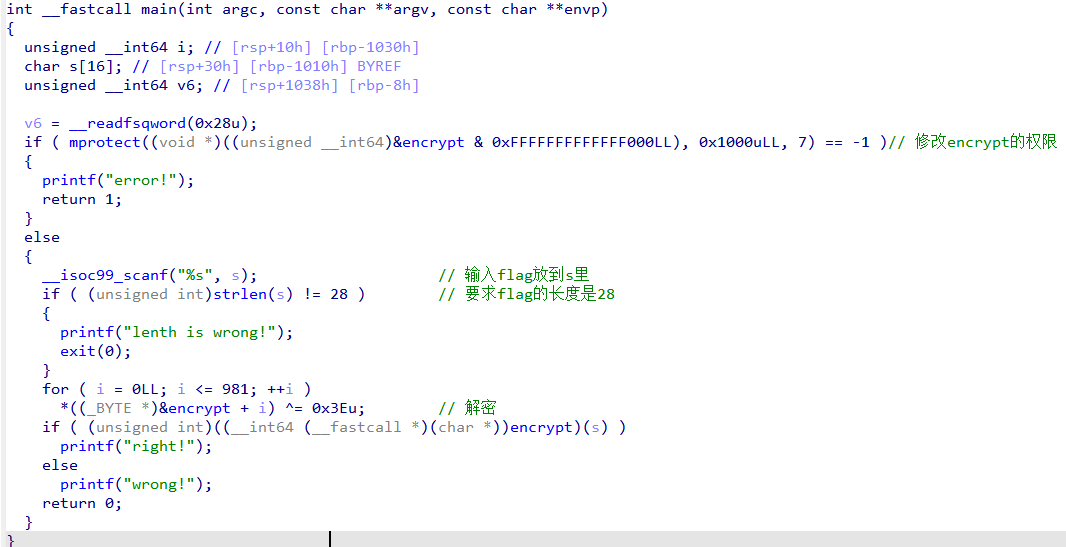 int __fastcall main(int argc, const char **argv, const char **envp)
{
  unsigned __int64 i; // [rsp+10h] [rbp-1030h]
  char s[16]; // [rsp+30h] [rbp-1010h] BYREF
  unsigned __int64 v6; // [rsp+1038h] [rbp-8h]

  v6 = __readfsqword(0x28u);
  if ( mprotect((void *)((unsigned __int64)&encrypt & 0xFFFFFFFFFFFFF000LL), 0x1000uLL, 7) == -1 )// 修改encrypt的权限
  {
    printf("error!");
    return 1;
  }
  else
  {
    __isoc99_scanf("%s", s);                    // 输入flag放到s里
    if ( (unsigned int)strlen(s) != 28 )        // 要求flag的长度是28
    {
      printf("lenth is wrong!");
      exit(0);
    }
    for ( i = 0LL; i <= 981; ++i )
      *((_BYTE *)&encrypt + i) ^= 0x3Eu;        // 解密
    if ( (unsigned int)((__int64 (__fastcall *)(char *))encrypt)(s) )
      printf("right!");
    else
      printf("wrong!");
    return 0;
  }
}